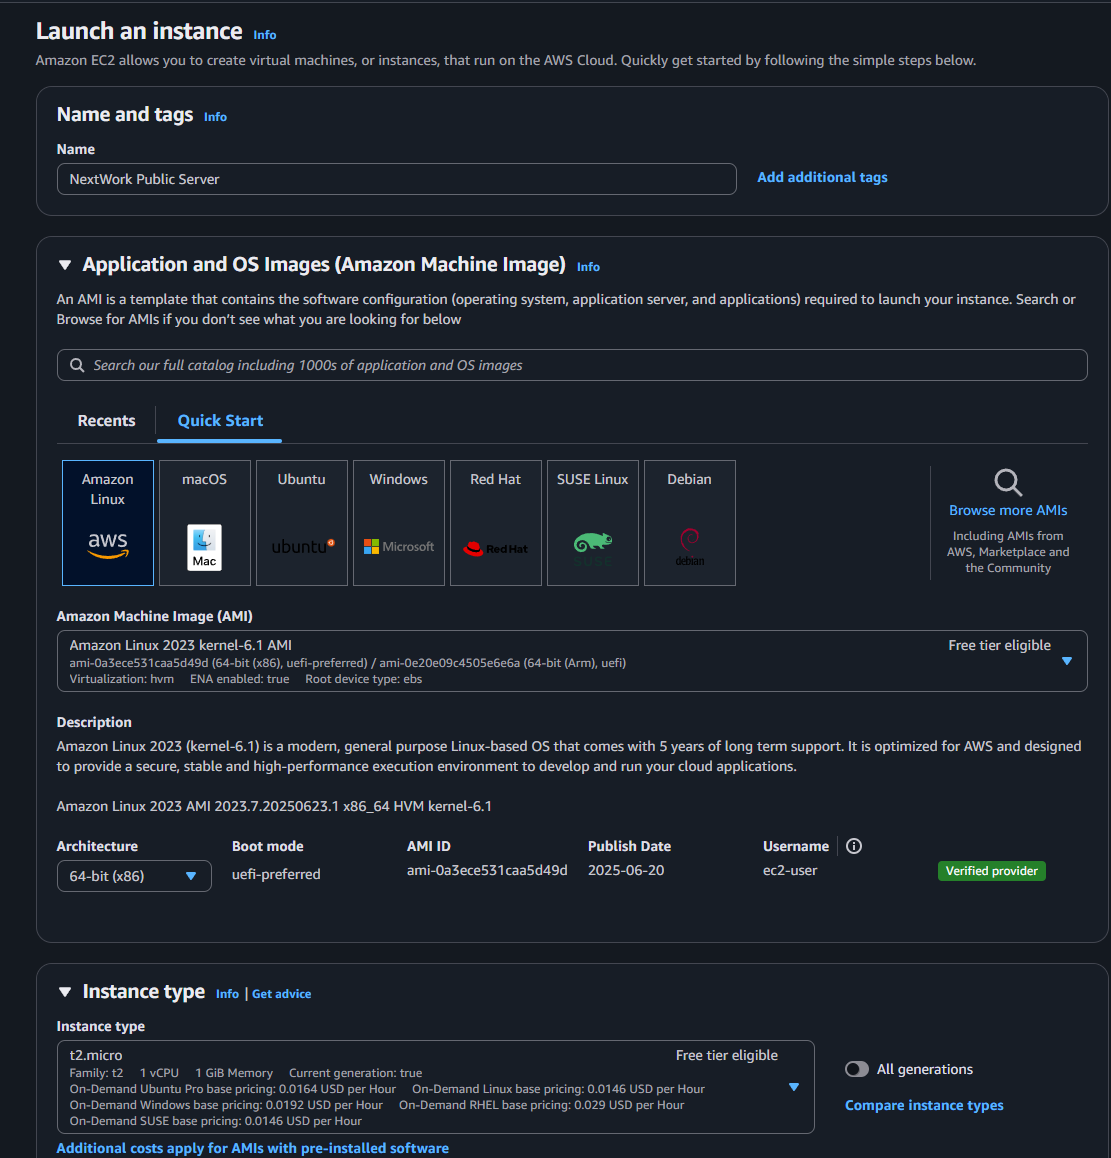 Launch an instance Info
Amazon EC2 allows you to create virtual machines, or instances, that run on the AWS Cloud. Quickly get started by following the simple steps below.
Name and tags Info
Name
NextWork Public Server
Add additional tags
Application and OS Images (Amazon Machine Image) Info
An AMI is a template that contains the software configuration (operating system, application server, and applications) required to launch your instance. Search or
Browse for AMIs if you don’t see what you are looking for below
Search our full catalog including 1000s of application and OS images
Recents
Quick Start
Amazon
Linux
aws
macOS
Mac
Ubuntu
ubuntu
Windows
Microsoft
Red Hat
Red Hat
SUSE Linux
SUSE
Debian
debian
Browse more AMIs
Including AMIs from
AWS, Marketplace and
the Community
Amazon Machine Image (AMI)
Amazon Linux 2023 kernel-6.1 AMI
Free tier eligible
ami-0a3ece531caa5d49d (64-bit (x86), uefi-preferred) / ami-0e20e09c4505e6e6a (64-bit (Arm), uefi)
Virtualization: hvm ENA enabled: true Root device type: ebs
Description
Amazon Linux 2023 (kernel-6.1) is a modern, general purpose Linux-based OS that comes with 5 years of long term support. It is optimized for AWS and designed
to provide a secure, stable and high-performance execution environment to develop and run your cloud applications.
Amazon Linux 2023 AMI 2023.7.20250623.1 x86_64 HVM kernel-6.1
Architecture
64-bit (x86)
Boot mode
uefi-preferred
AMI ID
ami-0a3ece531caa5d49d
Publish Date
2025-06-20
Username
ec2-user
Verified provider
Instance type Info | Get advice
Instance type
t2.micro
Free tier eligible
Family: t2 1 vCPU 1 GiB Memory Current generation: true
On-Demand Ubuntu Pro base pricing: 0.0164 USD per Hour On-Demand Linux base pricing: 0.0146 USD per Hour
On-Demand Windows base pricing: 0.0192 USD per Hour On-Demand RHEL base pricing: 0.029 USD per Hour
On-Demand SUSE base pricing: 0.0146 USD per Hour
All generations
Compare instance types
Additional costs apply for AMIs with pre-installed software